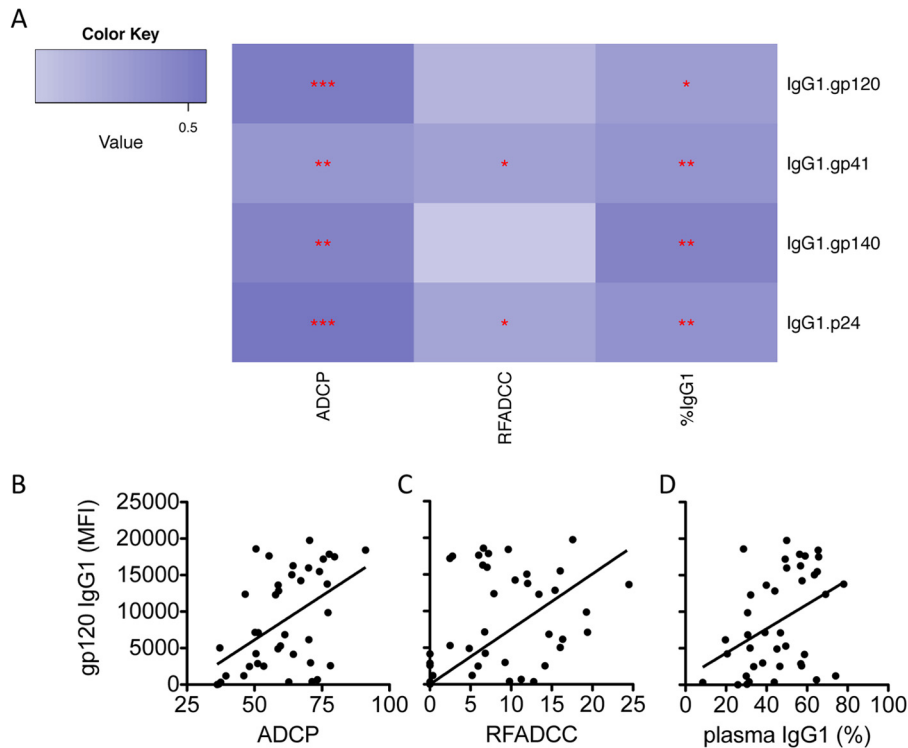 A
Color Key
0.5
Value
*** * IgG1.gp120
** * ** IgG1.gp41
** ** IgG1.gp140
*** * ** IgG1.p24
ADCP
RFADCC
%IgG1
B
C
D
gp120 IgG1 (MFI)
25000
20000
15000
10000
5000
0
25 50 75 100
ADCP
0 5 10 15 20 25
RFADCC
0 20 40 60 80 100
plasma IgG1 (%)